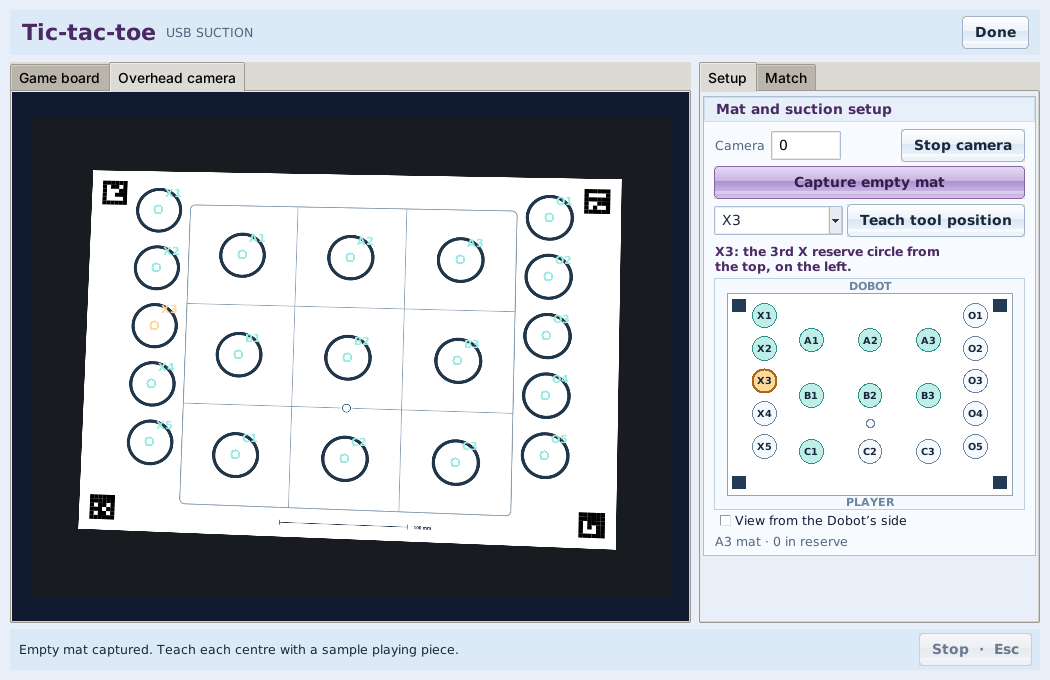 Tic-tac-toe USB SUCTION
Done
Game board Overhead camera
Setup Match
Mat and suction setup
Camera 0 Stop camera
Capture empty mat
X3 Teach tool position
X3: the 3rd X reserve circle from
the top, on the left.
DOBOT
X1 O1
A1 A2 A3
X2 O2
X3 O3
B1 B2 B3
X4 O4
X5 O5
C1 C2 C3
PLAYER
View from the Dobot's side
A3 mat · 0 in reserve
X1 O1
A1 A2 A3
X2 O2
X3 O3
B1 B2 B3
X4 O4
X5 O5
C1 C2 C3
100 mm
Empty mat captured. Teach each centre with a sample playing piece.
Stop · Esc